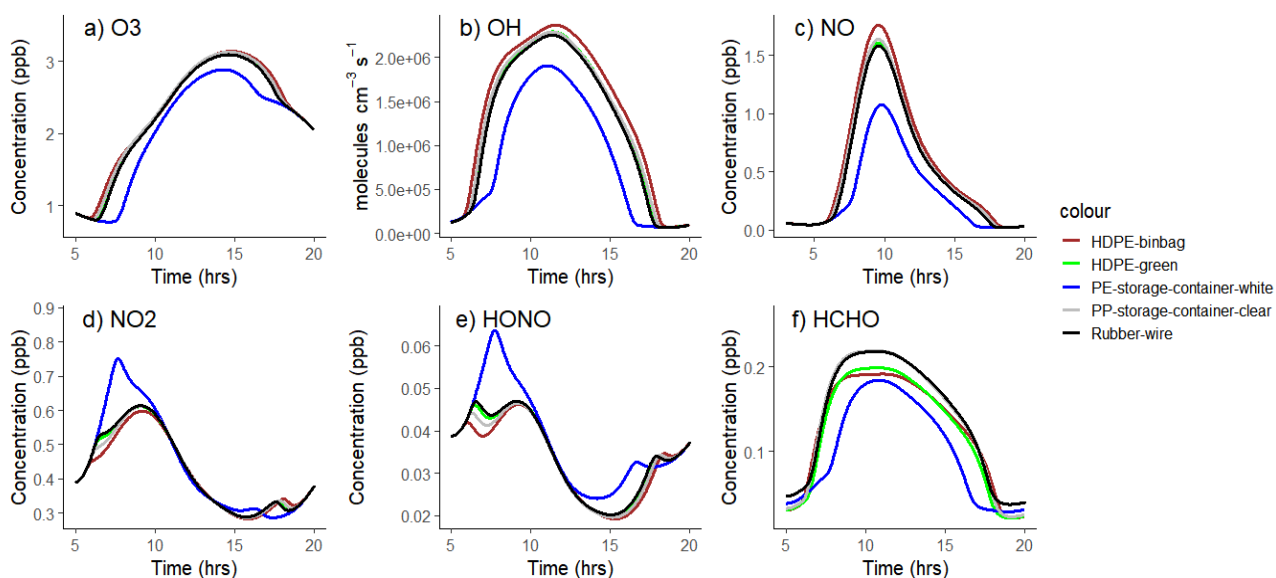 a) O3
Concentration (ppb)
3
2
1
5 10 15 20
Time (hrs)
b) OH
molecules cm⁻³ s⁻¹
2.0e+06
1.5e+06
1.0e+06
5.0e+05
0.0e+00
5 10 15 20
Time (hrs)
c) NO
Concentration (ppb)
1.5
1.0
0.5
0.0
5 10 15 20
Time (hrs)
d) NO2
Concentration (ppb)
0.9
0.8
0.7
0.6
0.5
0.4
0.3
5 10 15 20
Time (hrs)
e) HONO
Concentration (ppb)
0.06
0.05
0.04
0.03
0.02
5 10 15 20
Time (hrs)
f) HCHO
Concentration (ppb)
0.2
0.1
5 10 15 20
Time (hrs)
colour
HDPE-binbag
HDPE-green
PE-storage-container-white
PP-storage-container-clear
Rubber-wire